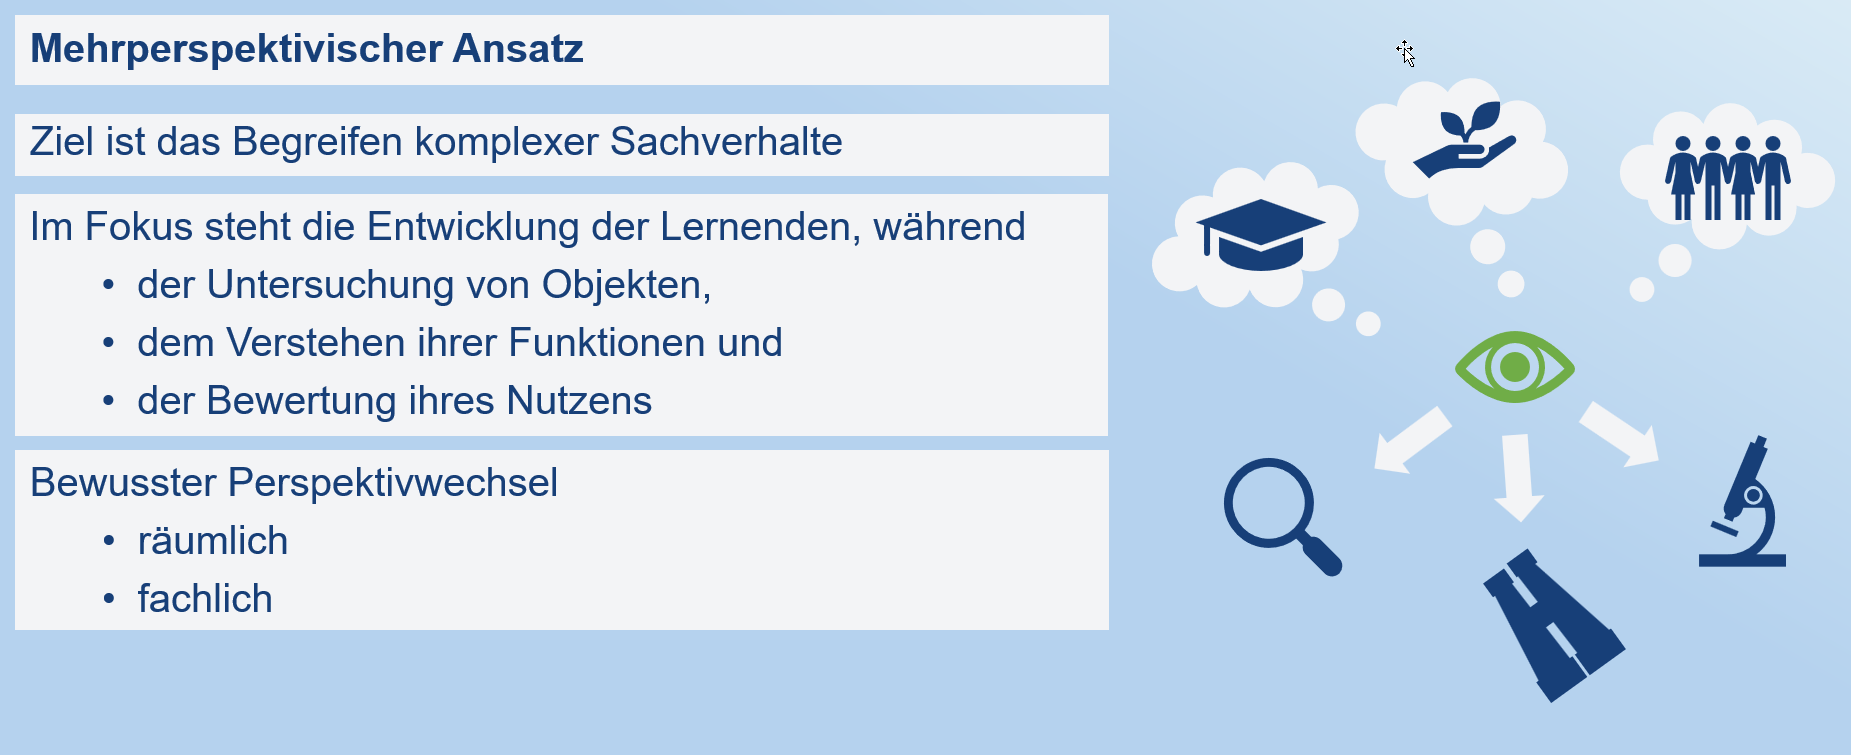 Mehrperspektivischer Ansatz
Ziel ist das Begreifen komplexer Sachverhalte
Im Fokus steht die Entwicklung der Lernenden, während
• der Untersuchung von Objekten,
• dem Verstehen ihrer Funktionen und
• der Bewertung ihres Nutzens
Bewusster Perspektivwechsel
• räumlich
• fachlich